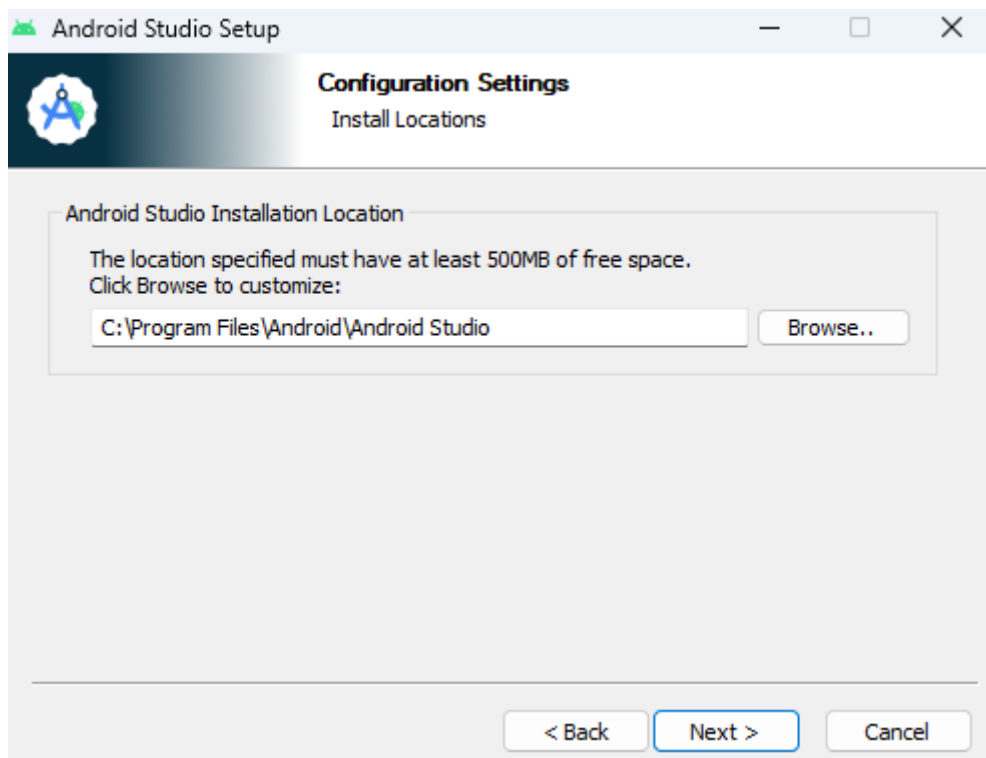 Android Studio Setup
Configuration Settings
Install Locations
Android Studio Installation Location
The location specified must have at least 500MB of free space.
Click Browse to customize:
C:\Program Files\Android\Android Studio
Browse..
< Back
Next >
Cancel